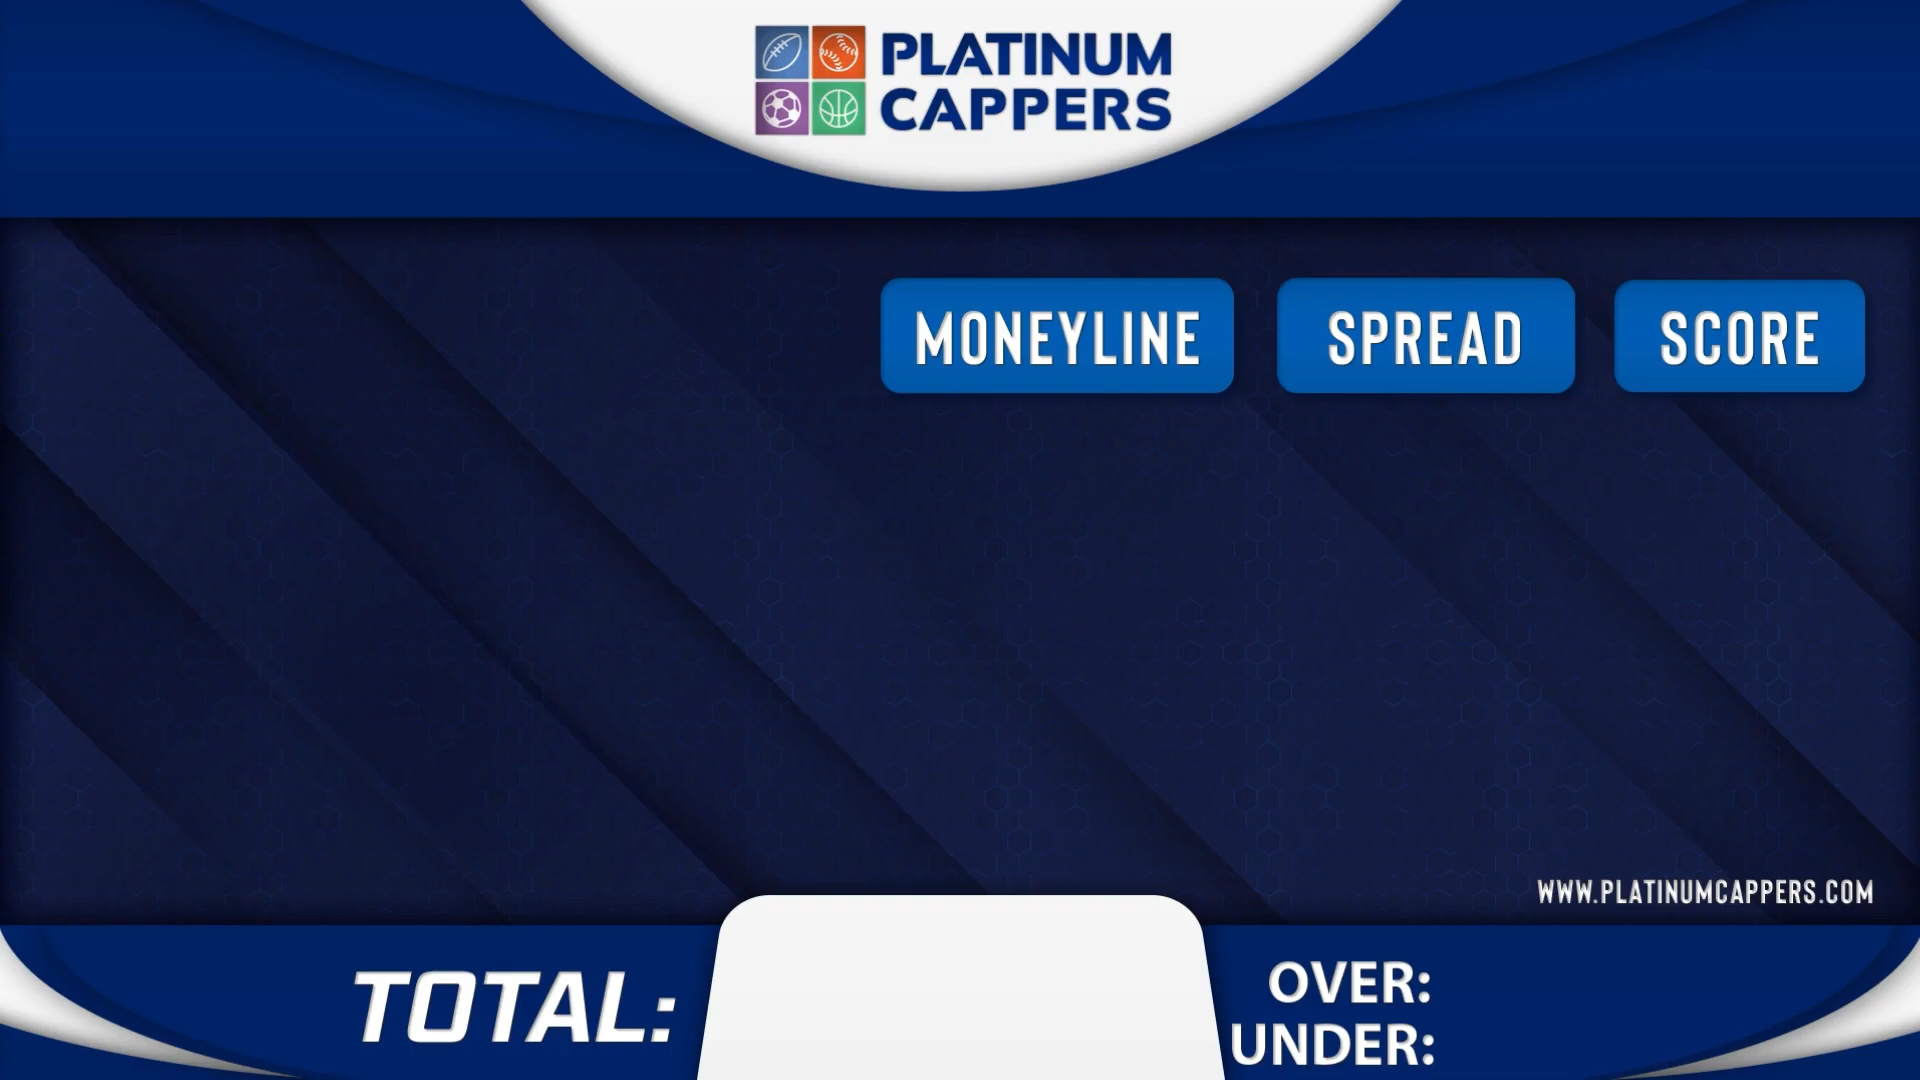 PLATINUM
CAPPERS
MONEYLINE SPREAD SCORE
WWW.PLATINUMCAPPERS.COM
TOTAL:
OVER:
UNDER: